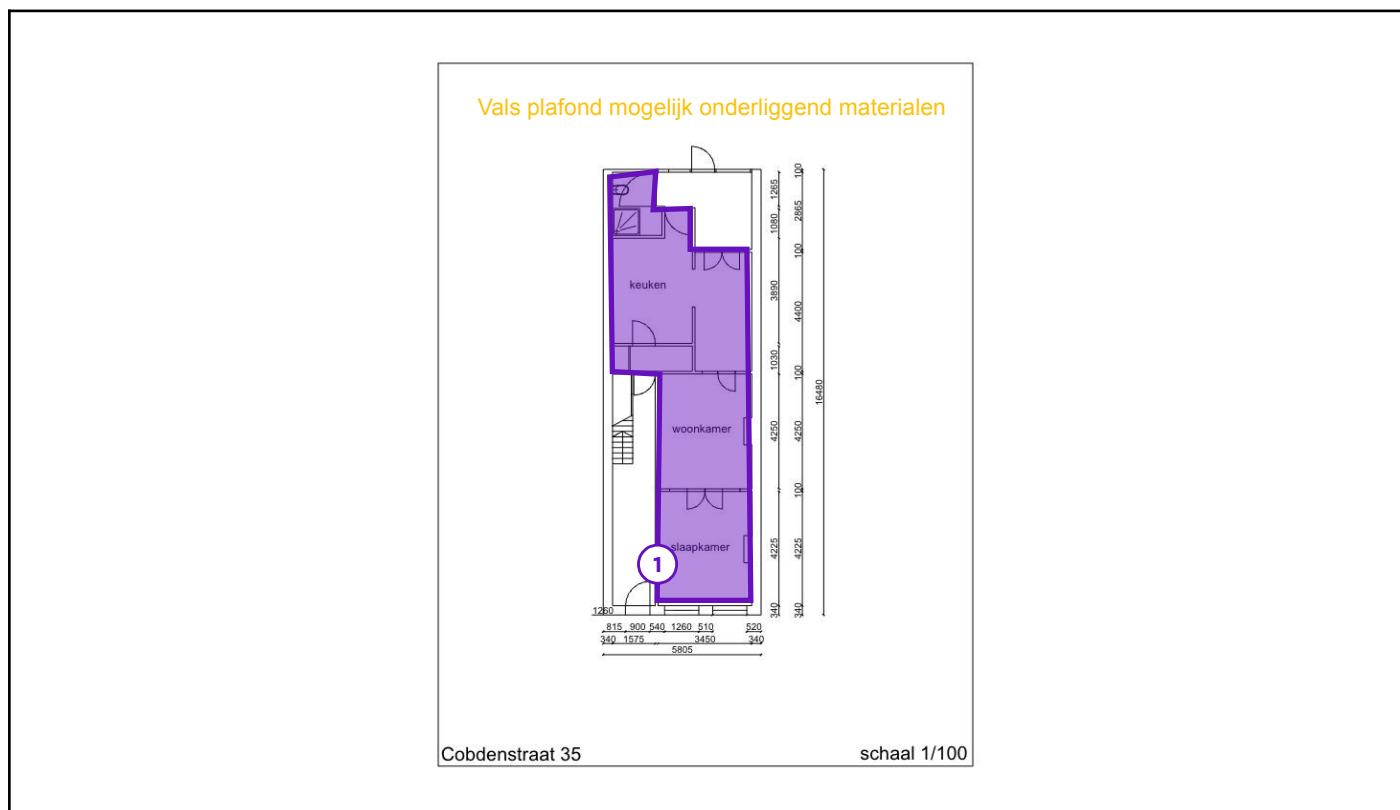 Vals plafond mogelijk onderliggend materialen
keuken
woonkamer
slaapkamer
1
1265
1080
3890
1030
4250
4225
340
100
2865
100
4400
100
4250
100
4225
340
16480
1260
815 900 540 1260 510 520
340 1575 3450 340
5805
Cobdenstraat 35
schaal 1/100